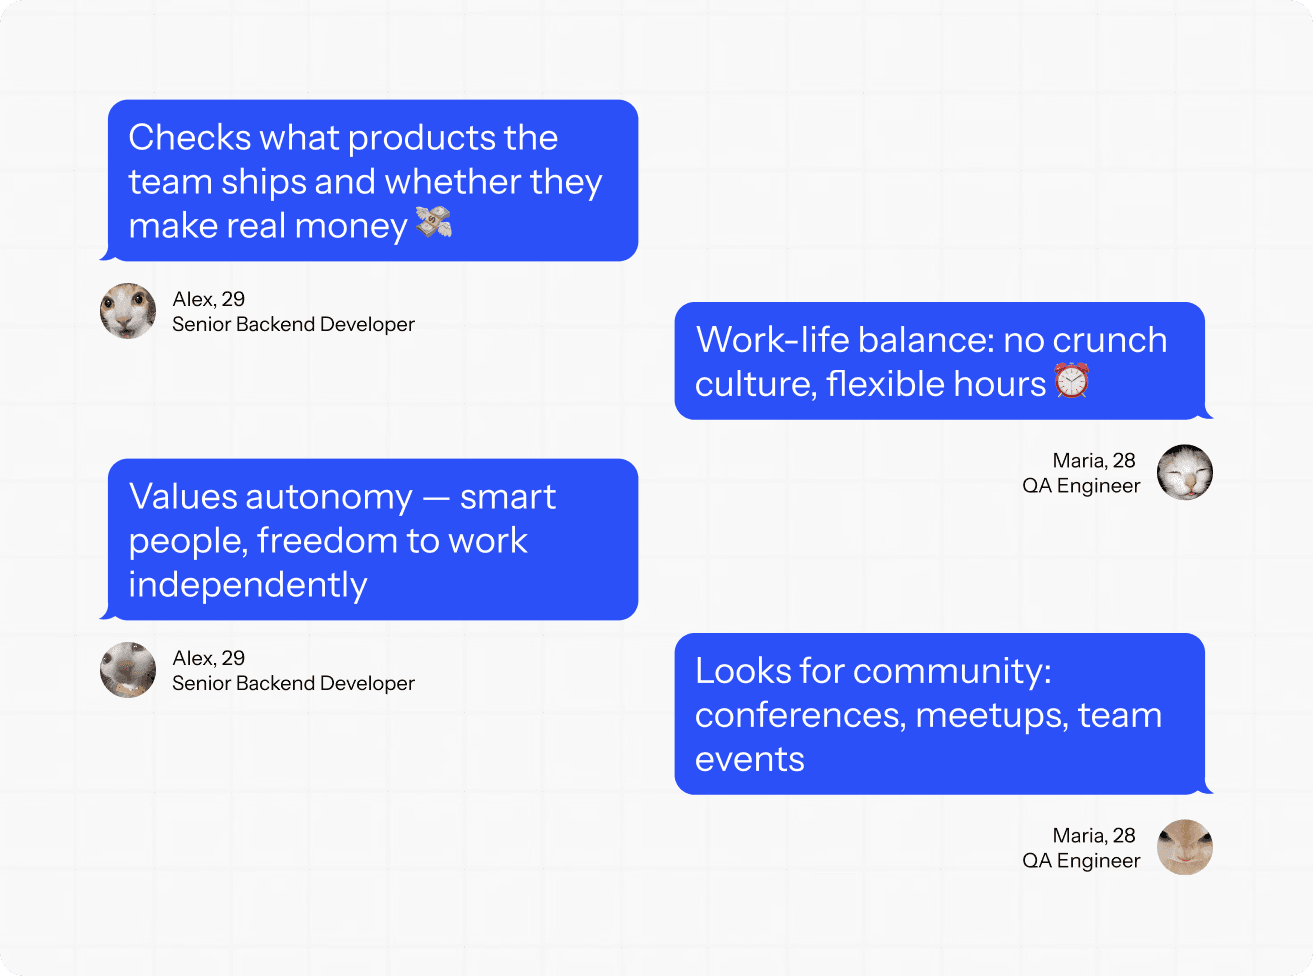 Checks what products the
team ships and whether they
make real money 💸
Alex, 29
Senior Backend Developer
Work-life balance: no crunch
culture, flexible hours ⏰
Maria, 28
QA Engineer
Values autonomy — smart
people, freedom to work
independently
Alex, 29
Senior Backend Developer
Looks for community:
conferences, meetups, team
events
Maria, 28
QA Engineer